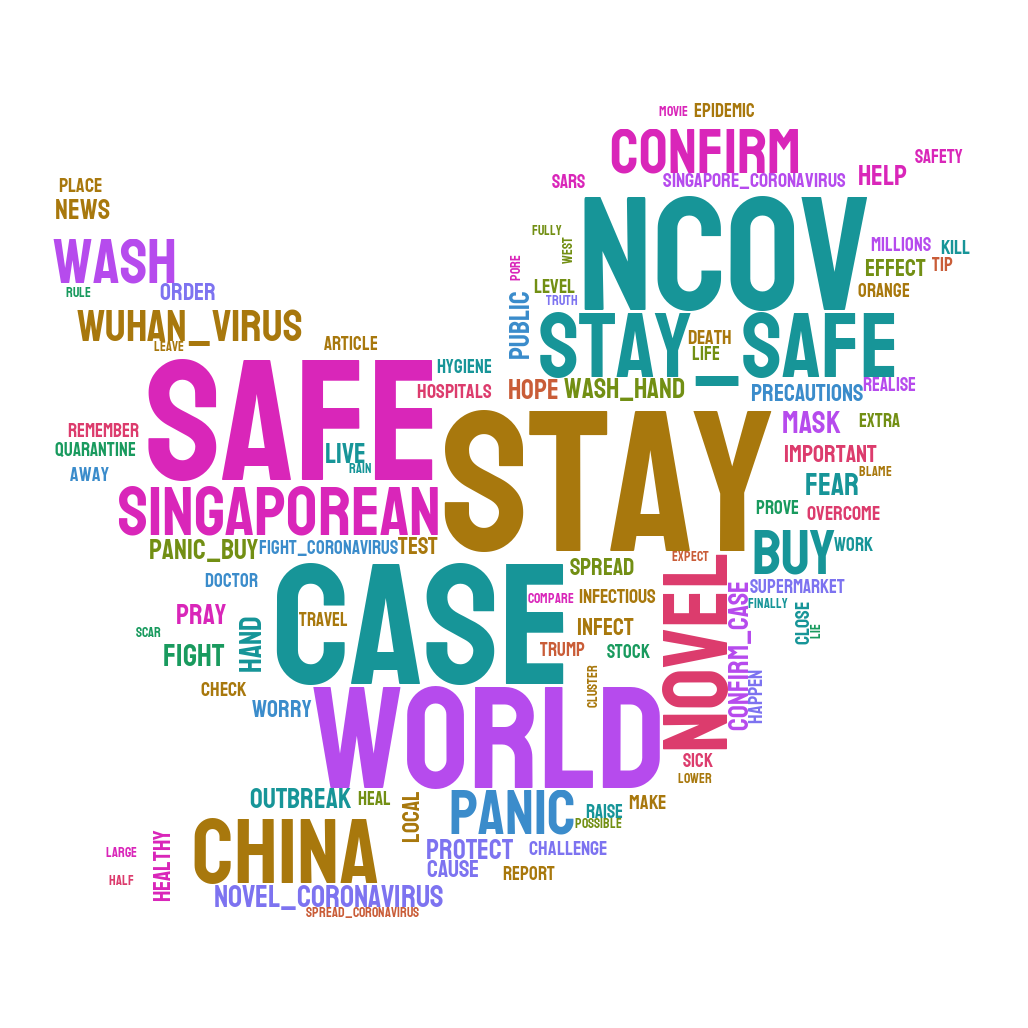 MOVIE EPIDEMIC
CONFIRM
SAFETY
SARS
SINGAPORE_CORONAVIRUS
HELP
PLACE
NEWS
NCOV
FULLY
WEST
MILLIONS
KILL
WASH
PORE
EFFECT
TIP
RULE
ORDER
LEVEL
TRUTH
ORANGE
PUBLIC
WUHAN_VIRUS
LEAVE
ARTICLE
STAY_SAFE
DEATH
LIFE
SAFE
HYGIENE
HOSPITALS
HOPE
WASH_HAND
PRECAUTIONS
REALISE
STAY
MASK
EXTRA
REMEMBER
QUARANTINE
AWAY
LIVE
RAIN
IMPORTANT
BLAME
FEAR
SINGAPOREAN
PROVE
OVERCOME
PANIC_BUY
FIGHT_CORONAVIRUS
TEST
BUY
WORK
EXPECT
DOCTOR
CASE
SPREAD
COMPARE
INFECTIOUS
NOVEL
CONFIRM_CASE
SUPERMARKET
FINALLY
CLOSE
LIE
PRAY
TRAVEL
INFECT
SCAR
HAND
FIGHT
TRUMP
STOCK
CHECK
CLUSTER
HAPPEN
WORRY
WORLD
SICK
LOWER
OUTBREAK
HEAL
LOCAL
PANIC
RAISE
MAKE
POSSIBLE
CHINA
LARGE
HALF
HEALTHY
PROTECT
CHALLENGE
CAUSE
REPORT
NOVEL_CORONAVIRUS
SPREAD_CORONAVIRUS